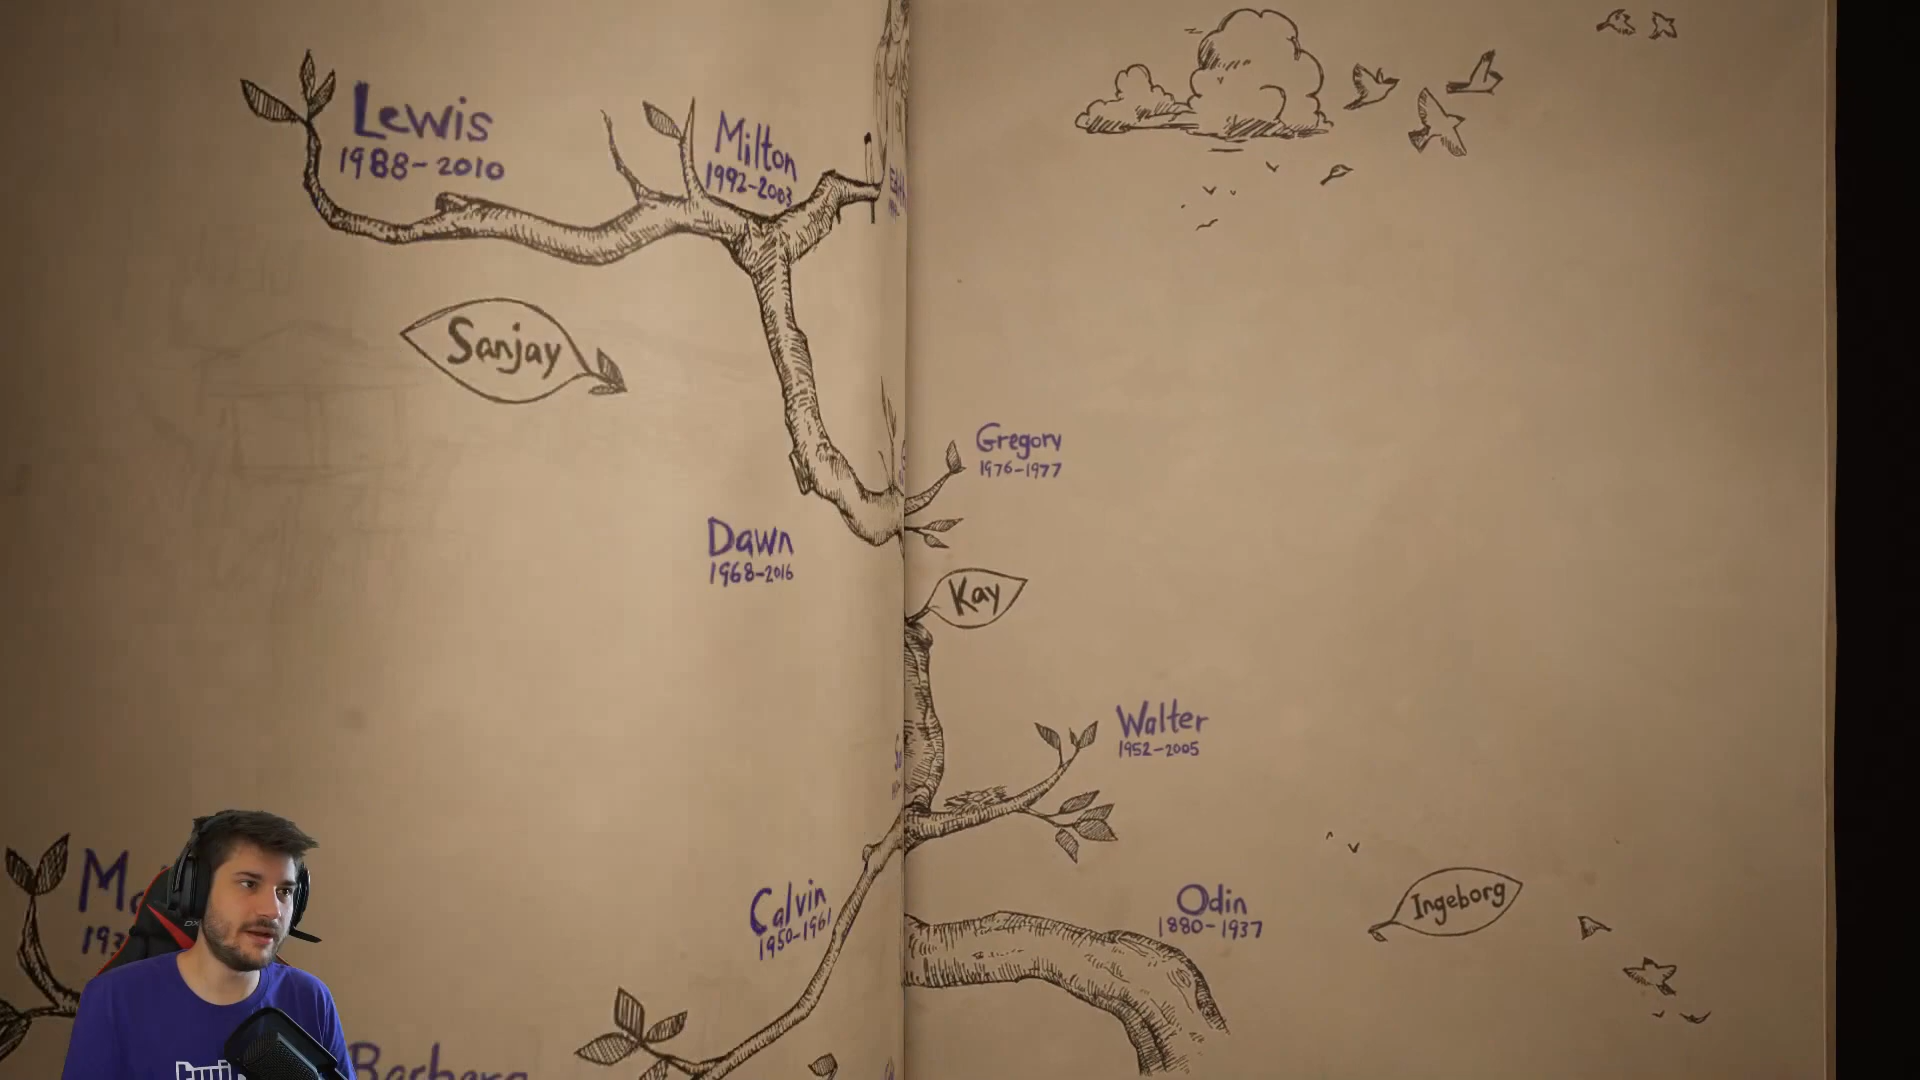 Lewis
1988-2010
Milton
1992-2003
Sanjay
Gregory
1976-1977
Dawn
1968-2016
Kay
Walter
1952-2005
Calvin
1950-1961
Odin
1880-1937
Ingeborg
Barbara